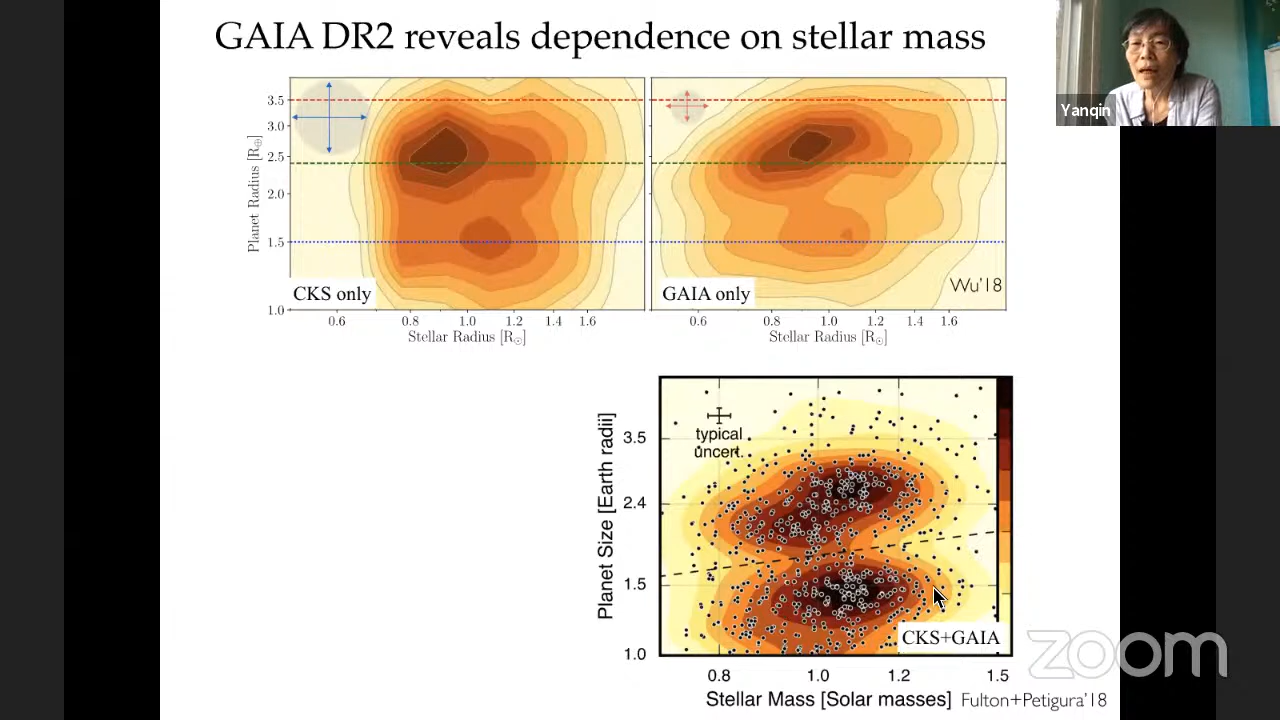 GAIA DR2 reveals dependence on stellar mass
Yanqin
Planet Radius [R⊕]
3.5
3.0
2.5
2.0
1.5
1.0
CKS only
GAIA only
Wu'18
0.6 0.8 1.0 1.2 1.4 1.6
Stellar Radius [R☉]
0.6 0.8 1.0 1.2 1.4 1.6
Stellar Radius [R☉]
Planet Size [Earth radii]
3.5
2.4
1.5
1.0
typical
uncert.
CKS+GAIA
0.8 1.0 1.2 1.5
Stellar Mass [Solar masses]
Fulton+Petigura'18
zoom